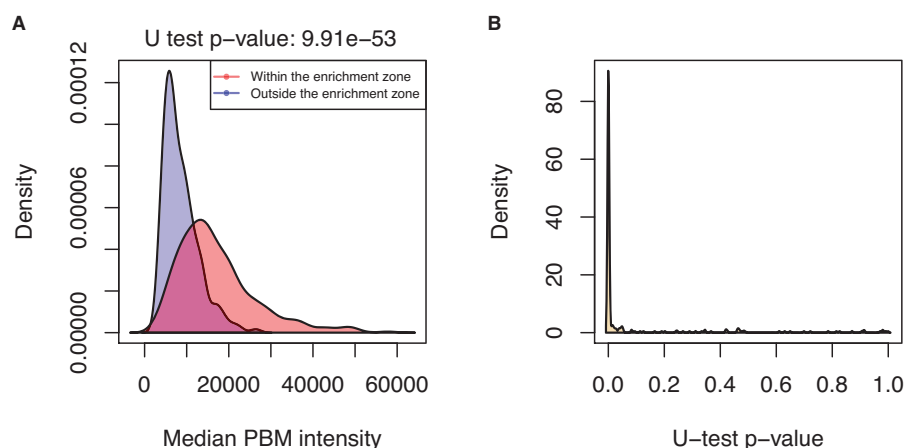 A
U test p−value: 9.91e−53
Within the enrichment zone
Outside the enrichment zone
Density
0.00000 0.00006 0.00012
0 20000 40000 60000
Median PBM intensity
B
Density
0 20 40 60 80
0.0 0.2 0.4 0.6 0.8 1.0
U−test p−value